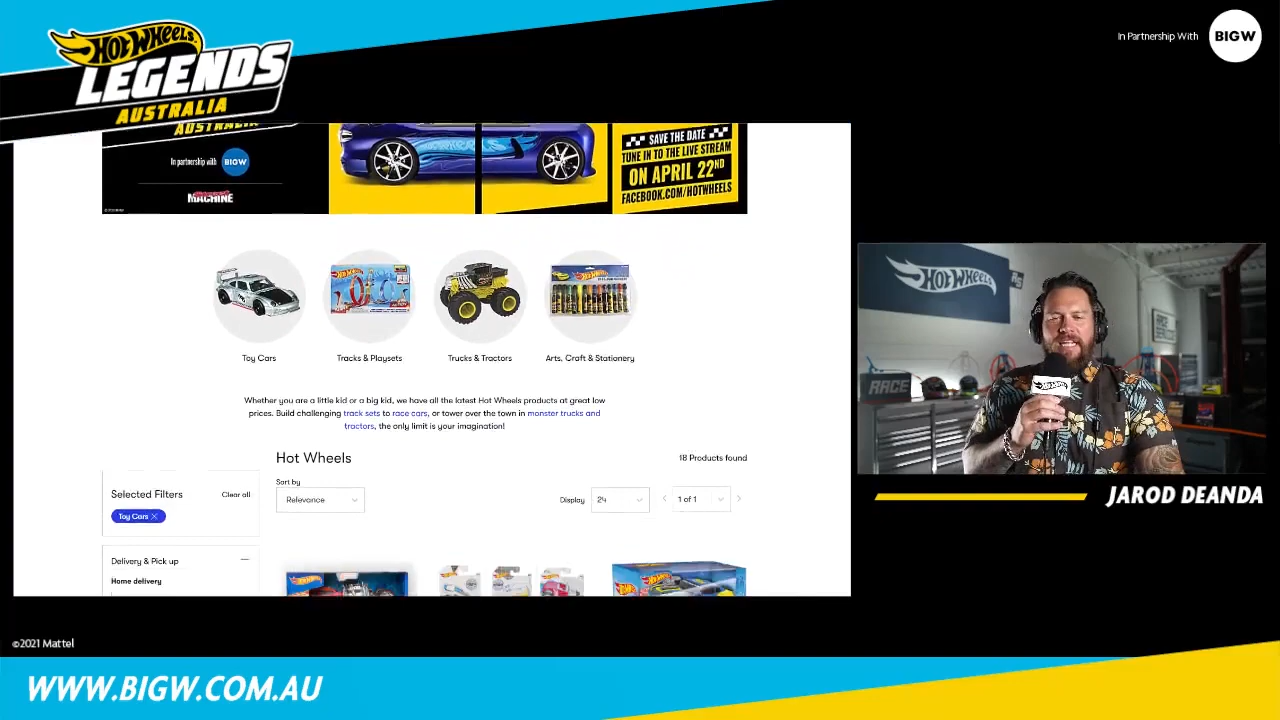 HOT WHEELS
LEGENDS
AUSTRALIA
AUSTRALIA
In Partnership With
BIGW
In partnership with BIGW
MACHINE
SAVE THE DATE
TUNE IN TO THE LIVE STREAM
ON APRIL 22ND
FACEBOOK.COM/HOTWHEELS
Toy Cars
Tracks & Playsets
Trucks & Tractors
Arts, Craft & Stationery
Whether you are a little kid or a big kid, we have all the latest Hot Wheels products at great low
prices. Build challenging track sets to race cars, or tower over the town in monster trucks and
tractors, the only limit is your imagination!
Hot Wheels
18 Products found
Sort by
Relevance
Display
24
1 of 1
Selected Filters
Clear all
Toy Cars
Delivery & Pick up
Home delivery
HOT WHEELS
RACE
JAROD DEANDA
©2021 Mattel
WWW.BIGW.COM.AU